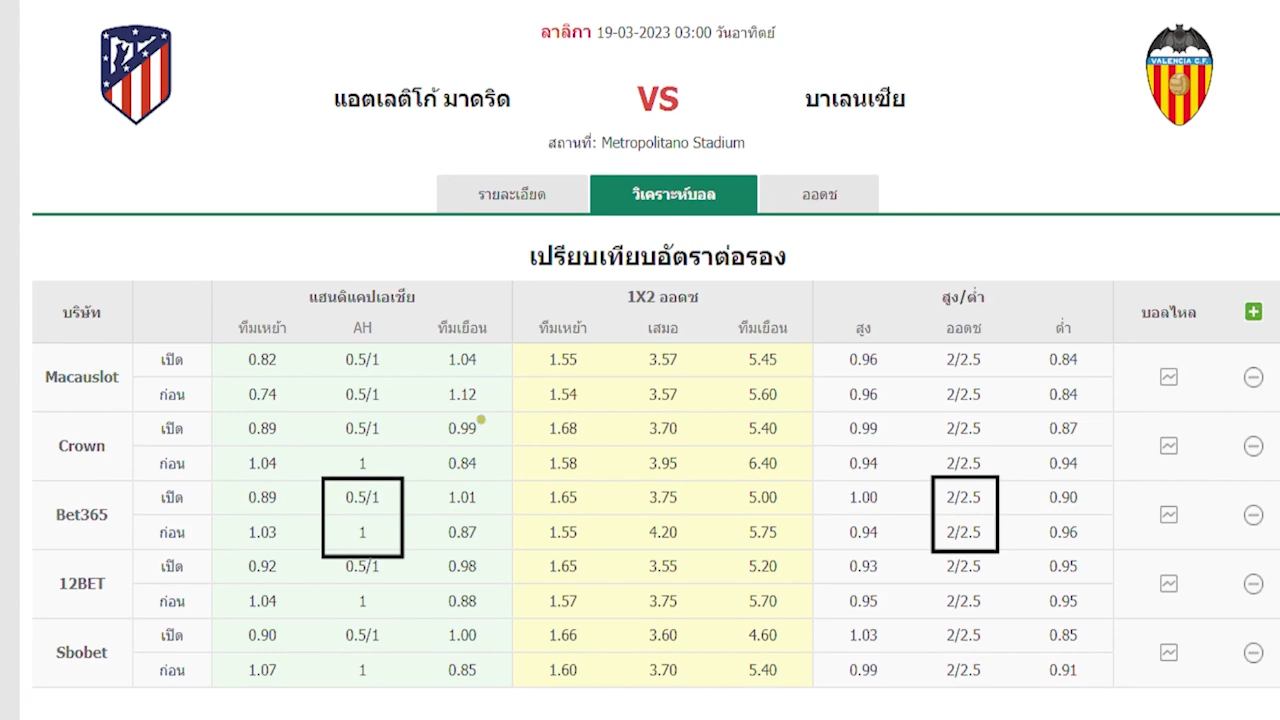 ลาลิกา 19-03-2023 03:00 วันอาทิตย์
VALENCIA C.F.
แอตเลติโก้ มาดริด VS บาเลนเซีย
สถานที่: Metropolitano Stadium
รายละเอียด วิเคราะห์บอล ออดซ
เปรียบเทียบอัตราต่อรอง
บริษัท แฮนดิแคปเอเชีย 1X2 ออดซ สูง/ต่ำ บอลไหล
ทีมเหย้า AH ทีมเยือน ทีมเหย้า เสมอ ทีมเยือน สูง ออดซ ต่ำ
Macauslot
เปิด 0.82 0.5/1 1.04 1.55 3.57 5.45 0.96 2/2.5 0.84
ก่อน 0.74 0.5/1 1.12 1.54 3.57 5.60 0.96 2/2.5 0.84
Crown
เปิด 0.89 0.5/1 0.99 1.68 3.70 5.40 0.99 2/2.5 0.87
ก่อน 1.04 1 0.84 1.58 3.95 6.40 0.94 2/2.5 0.94
Bet365
เปิด 0.89 0.5/1 1.01 1.65 3.75 5.00 1.00 2/2.5 0.90
ก่อน 1.03 1 0.87 1.55 4.20 5.75 0.94 2/2.5 0.96
12BET
เปิด 0.92 0.5/1 0.98 1.65 3.55 5.20 0.93 2/2.5 0.95
ก่อน 1.04 1 0.88 1.57 3.75 5.70 0.95 2/2.5 0.95
Sbobet
เปิด 0.90 0.5/1 1.00 1.66 3.60 4.60 1.03 2/2.5 0.85
ก่อน 1.07 1 0.85 1.60 3.70 5.40 0.99 2/2.5 0.91